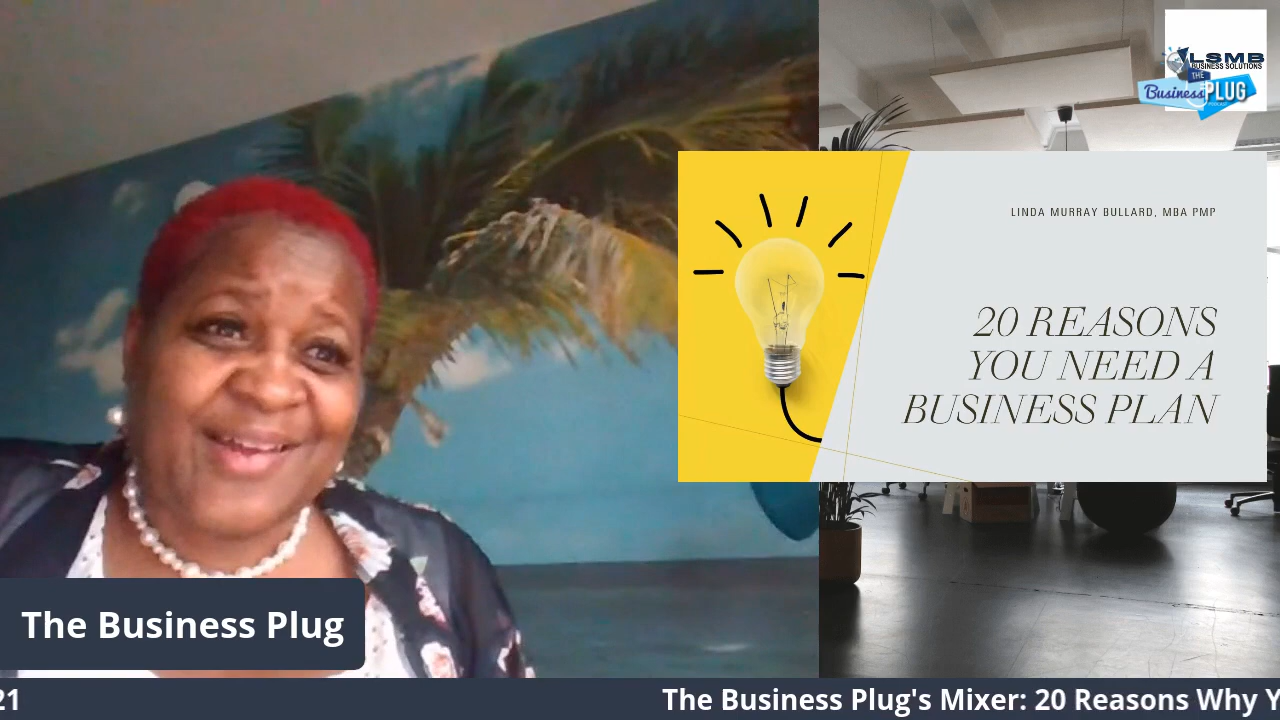 LSMB
BUSINESS SOLUTIONS
THE
Business PLUG
PODCAST
LINDA MURRAY BULLARD, MBA PMP
20 REASONS
YOU NEED A
BUSINESS PLAN
The Business Plug
21
The Business Plug's Mixer: 20 Reasons Why Y